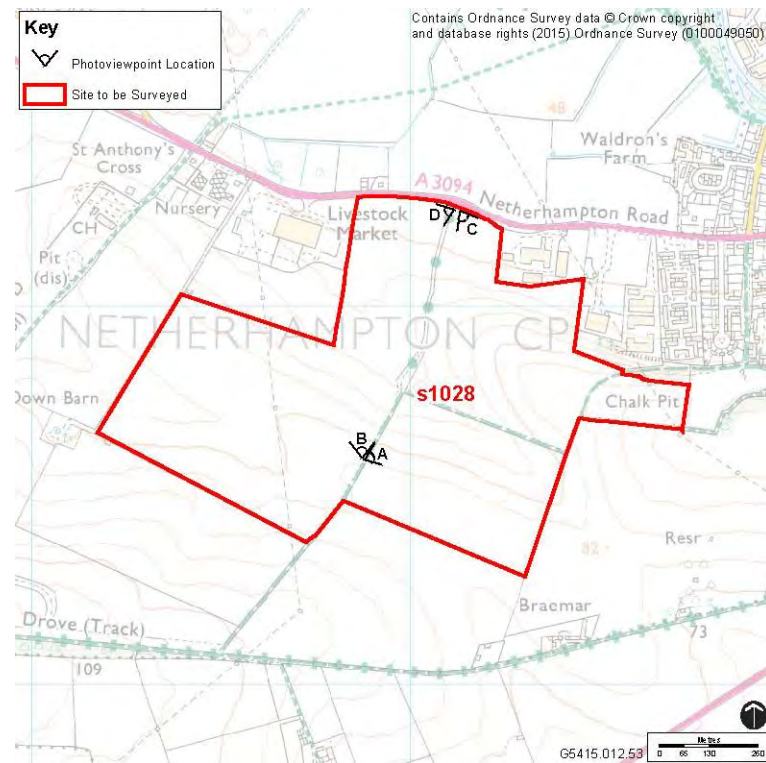 Key
Photoviewpoint Location
Site to be Surveyed
Contains Ordnance Survey data © Crown copyright
and database rights (2015) Ordnance Survey (0100049050)
48
Waldron's
Farm
St Anthony's
Cross
A 3094
Netherhampton Road
Nursery
Livestock
Market
D
C
CH
Pit
(dis)
NETHERHAMPTON CP
s1028
Down Barn
Chalk Pit
B
A
82
Resr
Braemar
Drove (Track)
73
109
G5415.012.53
Metres
0 65 130 260